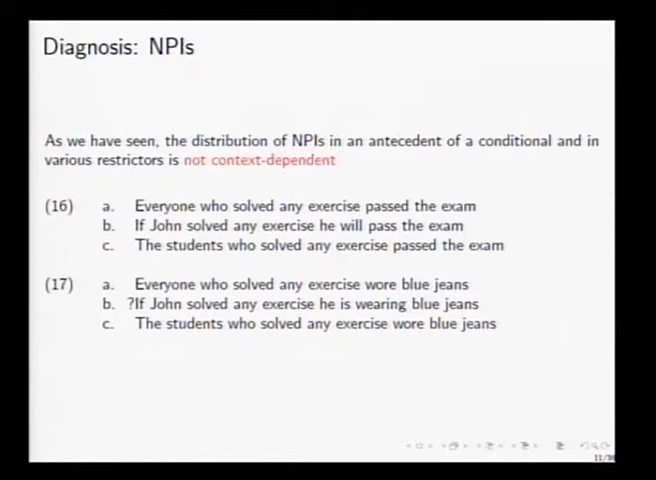 Diagnosis: NPIs
As we have seen, the distribution of NPIs in an antecedent of a conditional and in
various restrictors is not context-dependent
(16) a. Everyone who solved any exercise passed the exam
b. If John solved any exercise he will pass the exam
c. The students who solved any exercise passed the exam
(17) a. Everyone who solved any exercise wore blue jeans
b. ?If John solved any exercise he is wearing blue jeans
c. The students who solved any exercise wore blue jeans